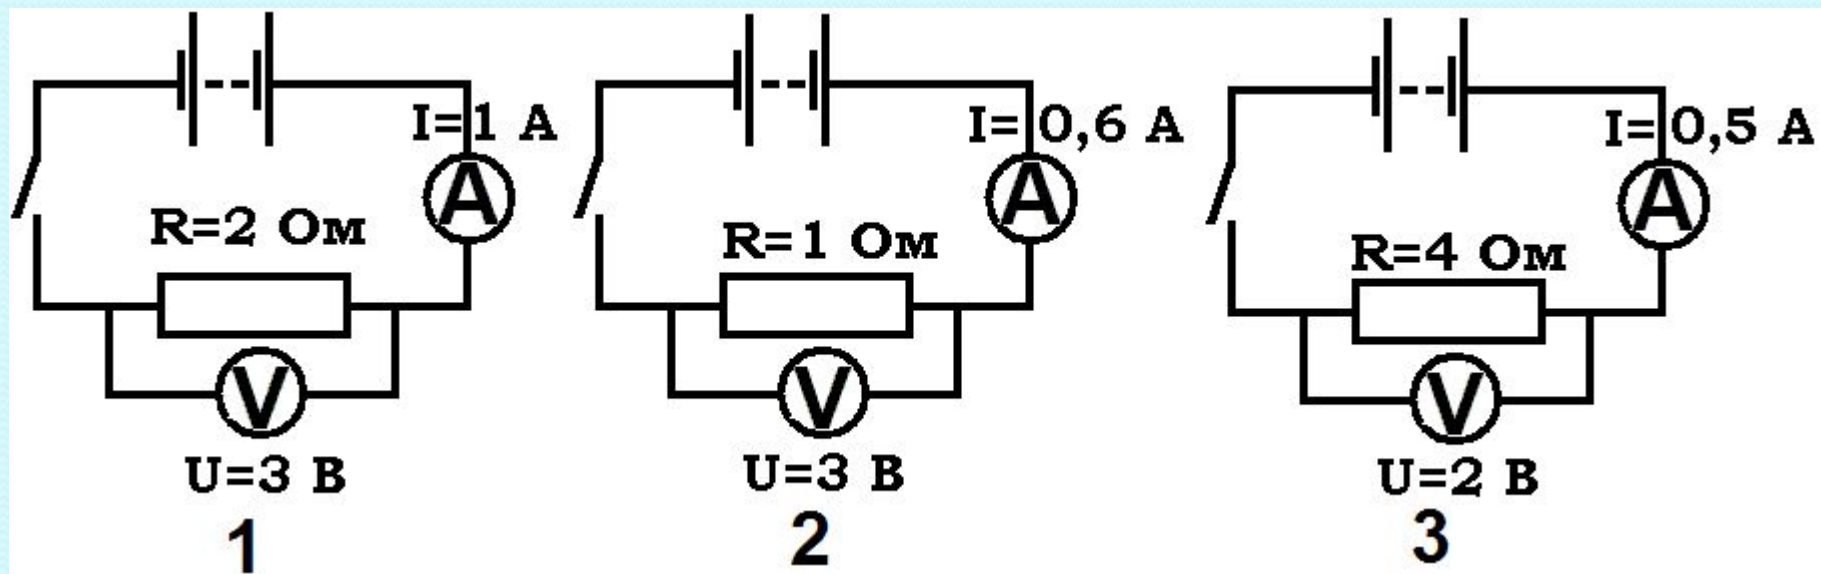 I=1 А
A
R=2 Ом
V
U=3 В
1
I=0,6 А
A
R=1 Ом
V
U=3 В
2
I=0,5 А
A
R=4 Ом
V
U=2 В
3